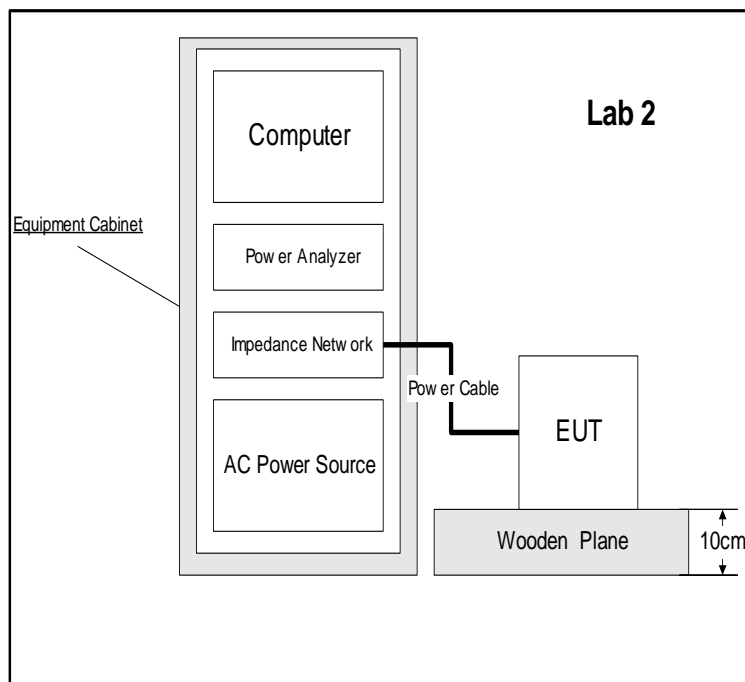 Lab 2
Computer
Equipment Cabinet
Power Analyzer
Impedance Network
Power Cable
EUT
AC Power Source
Wooden Plane
10cm